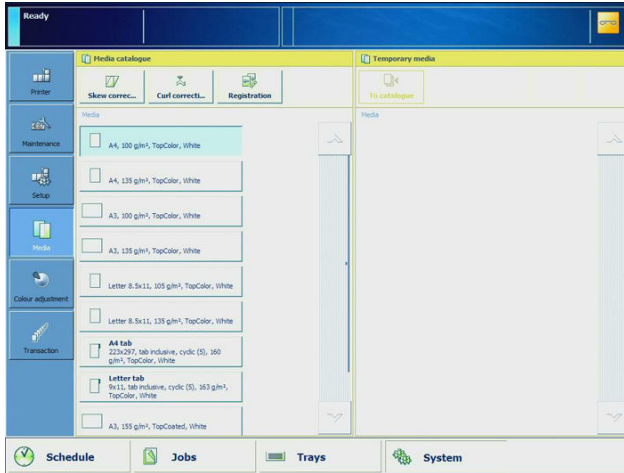 Ready
Media catalogue
Temporary media
Printer
Maintenance
Setup
Media
Colour adjustment
Transaction
Skew correc...
Curl correcti...
Registration
To catalogue
Media
Media
A4, 100 g/m², TopColor, White
A4, 135 g/m², TopColor, White
A3, 100 g/m², TopColor, White
A3, 135 g/m², TopColor, White
Letter 8.5x11, 105 g/m², TopColor, White
Letter 8.5x11, 135 g/m², TopColor, White
A4 tab
223x297, tab inclusive, cyclic (5), 160
g/m², TopColor, White
Letter tab
9x11, tab inclusive, cyclic (5), 163 g/m²,
TopColor, White
A3, 155 g/m², TopCoated, White
Schedule
Jobs
Trays
System